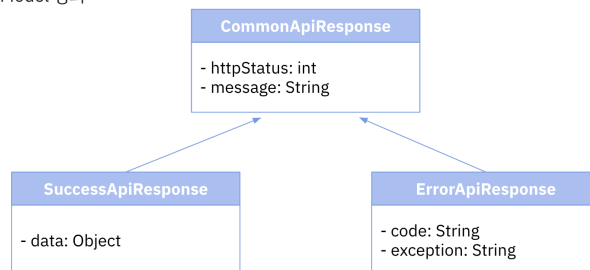 CommonApiResponse
- httpStatus: int
- message: String
SuccessApiResponse
- data: Object
ErrorApiResponse
- code: String
- exception: String